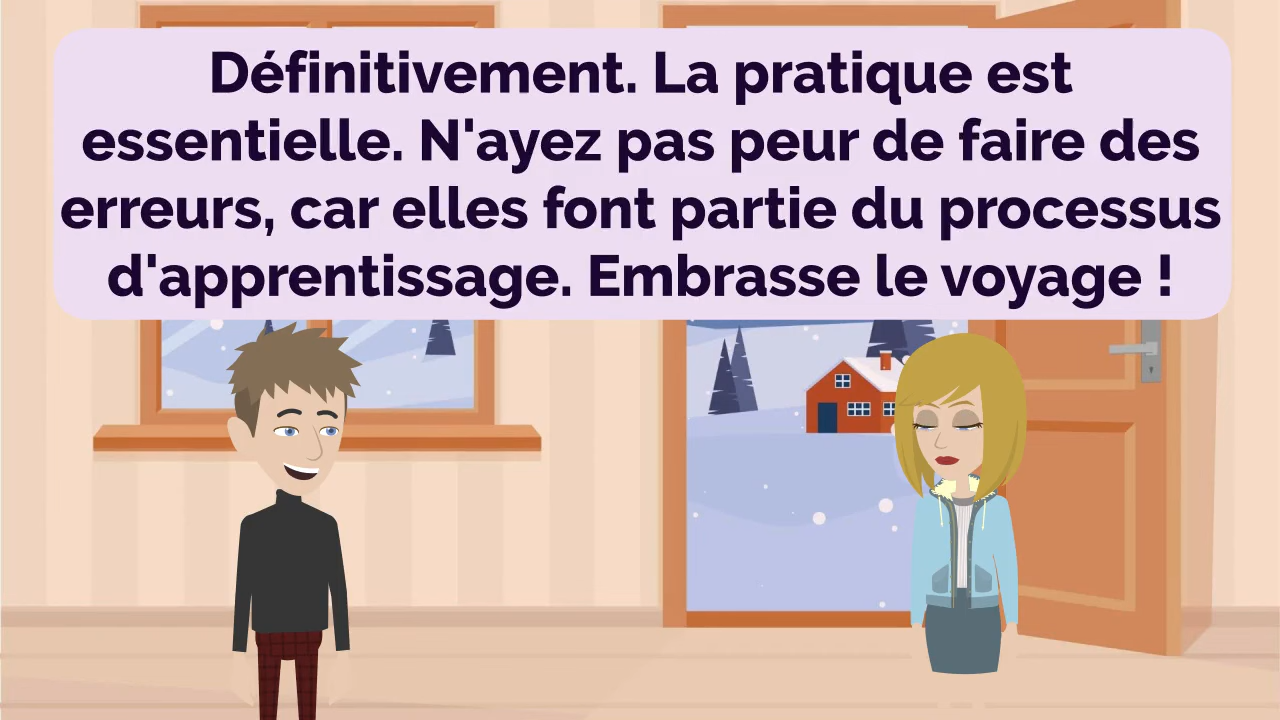 Définitivement. La pratique est
essentielle. N'ayez pas peur de faire des
erreurs, car elles font partie du processus
d'apprentissage. Embrasse le voyage !